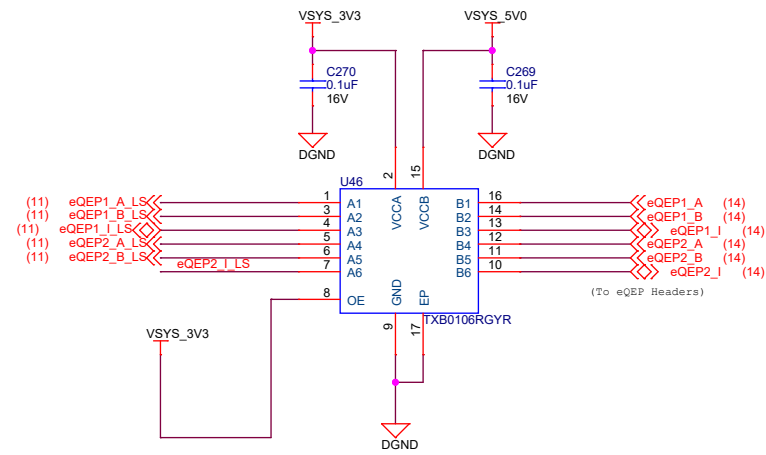 VSYS_3V3
VSYS_5V0
C270
0.1uF
16V
C269
0.1uF
16V
DGND
DGND
2
15
U46
VCCA
VCCB
(11) eQEP1_A_LS 1 A1 B1 16 eQEP1_A (14)
(11) eQEP1_B_LS 3 A2 B2 14 eQEP1_B (14)
(11) eQEP1_I_LS 4 A3 B3 13 eQEP1_I (14)
(11) eQEP2_A_LS 5 A4 B4 12 eQEP2_A (14)
(11) eQEP2_B_LS 6 A5 B5 11 eQEP2_B (14)
eQEP2_I_LS 7 A6 B6 10 eQEP2_I (14)
(To eQEP Headers)
8 OE
GND
EP
TXB0106RGYR
9
17
VSYS_3V3
DGND